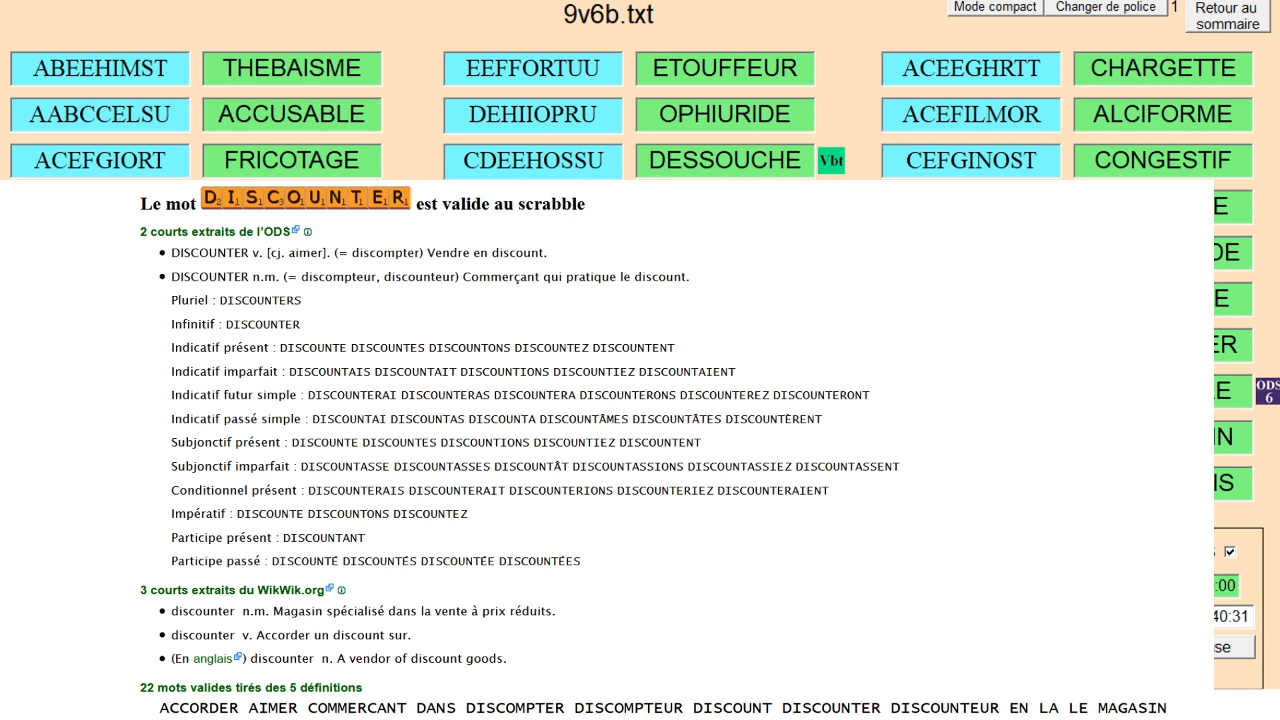 9v6b.txt
Mode compact Changer de police 1 Retour au sommaire
ABEEHIMST THEBAISME EEFFORTUU ETOUFFEUR ACEEGHRTT CHARGETTE
AABCCELSU ACCUSABLE DEHIIOPRU OPHIURIDE ACEFILMOR ALCIFORME
ACEFGIORT FRICOTAGE CDEEHOSSU DESSOUCHE Vbt CEFGINOST CONGESTIF
Le mot DISCOUNTER est valide au scrabble
2 courts extraits de l'ODS
• DISCOUNTER v. [cj. aimer]. (= discompter) Vendre en discount.
• DISCOUNTER n.m. (= discompteur, discounteur) Commerçant qui pratique le discount.
Pluriel : DISCOUNTERS
Infinitif : DISCOUNTER
Indicatif présent : DISCOUNTE DISCOUNTES DISCOUNTONS DISCOUNTEZ DISCOUNTENT
Indicatif imparfait : DISCOUNTAIS DISCOUNTAIT DISCOUNTIONS DISCOUNTIEZ DISCOUNTAIENT
Indicatif futur simple : DISCOUNTERAI DISCOUNTERAS DISCOUNTERA DISCOUNTERONS DISCOUNTEREZ DISCOUNTERONT
Indicatif passé simple : DISCOUNTAI DISCOUNTAS DISCOUNTA DISCOUNTÂMES DISCOUNTÂTES DISCOUNTÈRENT
Subjonctif présent : DISCOUNTE DISCOUNTES DISCOUNTIONS DISCOUNTIEZ DISCOUNTENT
Subjonctif imparfait : DISCOUNTASSE DISCOUNTASSES DISCOUNTÂT DISCOUNTASSIONS DISCOUNTASSIEZ DISCOUNTASSENT
Conditionnel présent : DISCOUNTERAIS DISCOUNTERAIT DISCOUNTERIONS DISCOUNTERIEZ DISCOUNTERAIENT
Impératif : DISCOUNTE DISCOUNTONS DISCOUNTEZ
Participe présent : DISCOUNTANT
Participe passé : DISCOUNTÉ DISCOUNTÉS DISCOUNTÉE DISCOUNTÉES
3 courts extraits du WikWik.org
• discounter n.m. Magasin spécialisé dans la vente à prix réduits.
• discounter v. Accorder un discount sur.
• (En anglais) discounter n. A vendor of discount goods.
22 mots valides tirés des 5 définitions
ACCORDER AIMER COMMERCANT DANS DISCOMPTER DISCOMPTEUR DISCOUNT DISCOUNTER DISCOUNTEUR EN LA LE MAGASIN
E
DE
E
ER
E ODS 6
IN
IS
:00
40:31
se